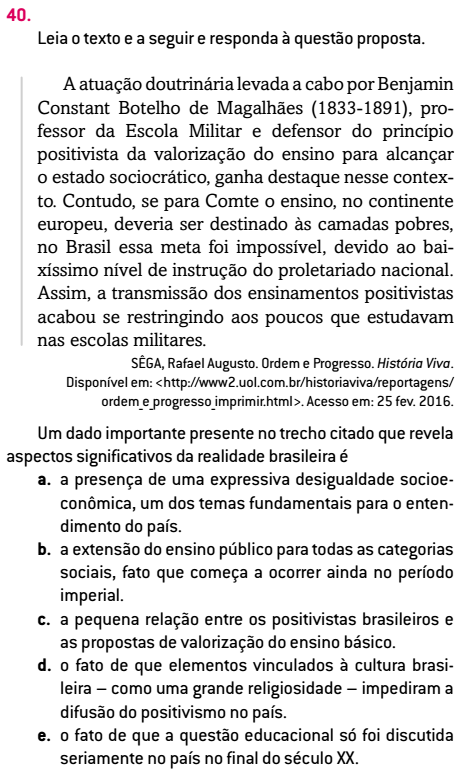 40.
Leia o texto e a seguir e responda à questão proposta.
A atuação doutrinária levada a cabo por Benjamin
Constant Botelho de Magalhães (1833-1891), pro-
fessor da Escola Militar e defensor do princípio
positivista da valorização do ensino para alcançar
o estado sociocrático, ganha destaque nesse contex-
to. Contudo, se para Comte o ensino, no continente
europeu, deveria ser destinado às camadas pobres,
no Brasil essa meta foi impossível, devido ao bai-
xíssimo nível de instrução do proletariado nacional.
Assim, a transmissão dos ensinamentos positivistas
acabou se restringindo aos poucos que estudavam
nas escolas militares.
SÊGA, Rafael Augusto. Ordem e Progresso. História Viva.
Disponível em: <http://www2.uol.com.br/historiaviva/reportagens/
ordem_e_progresso_imprimir.html>. Acesso em: 25 fev. 2016.
Um dado importante presente no trecho citado que revela
aspectos significativos da realidade brasileira é
a. a presença de uma expressiva desigualdade socioe-
conômica, um dos temas fundamentais para o enten-
dimento do país.
b. a extensão do ensino público para todas as categorias
sociais, fato que começa a ocorrer ainda no período
imperial.
c. a pequena relação entre os positivistas brasileiros e
as propostas de valorização do ensino básico.
d. o fato de que elementos vinculados à cultura brasi-
leira – como uma grande religiosidade – impediram a
difusão do positivismo no país.
e. o fato de que a questão educacional só foi discutida
seriamente no país no final do século XX.